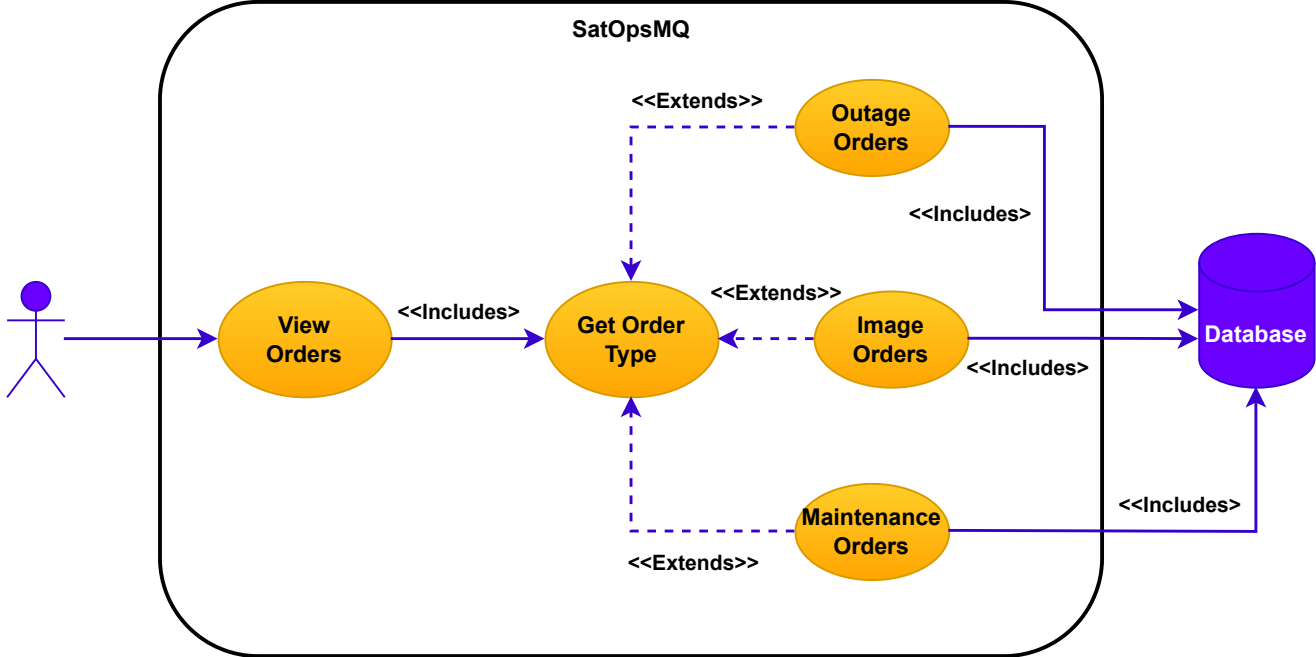 SatOpsMQ
<<Extends>>
Outage
Orders
<<Includes>
<<Includes>
View
Orders
Get Order
Type
<<Extends>>
Image
Orders
<<Includes>
Database
Maintenance
Orders
<<Includes>
<<Extends>>